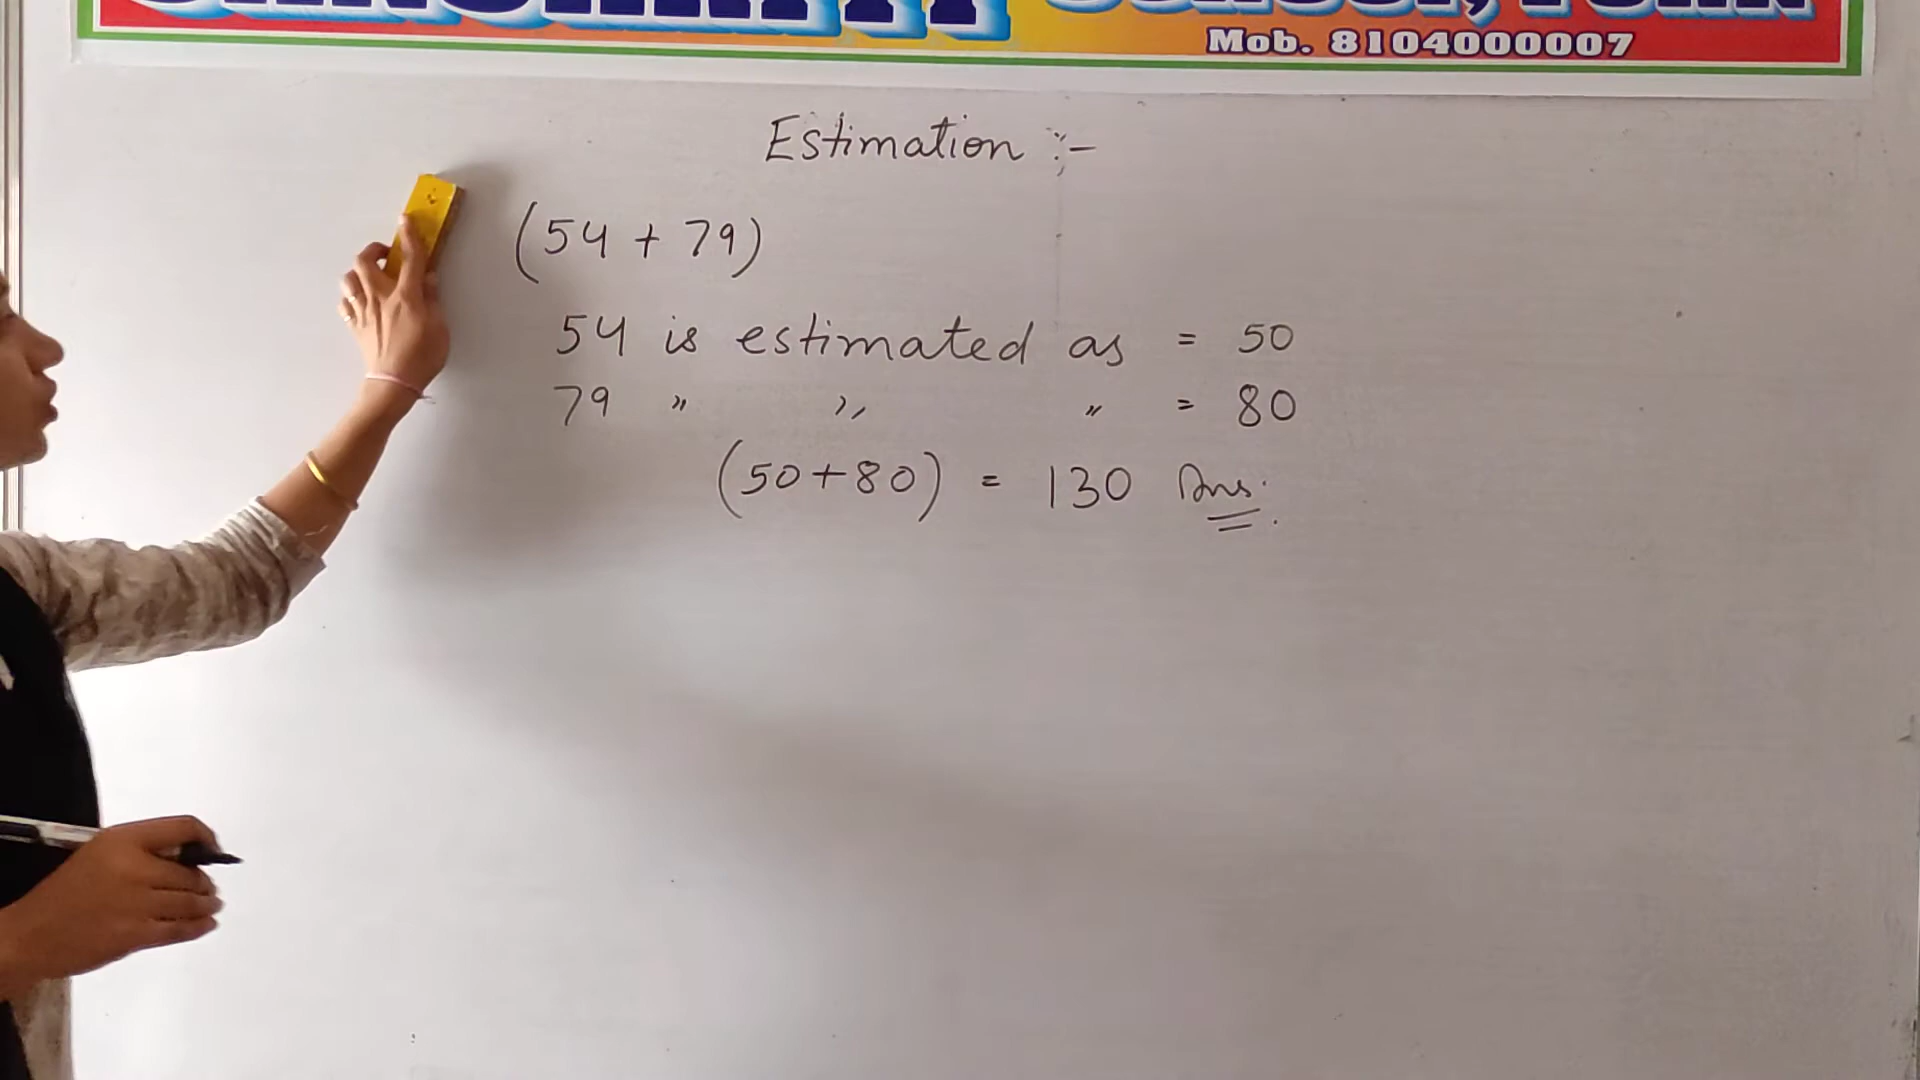 Mob. 8104000007
Estimation :-
(54 + 79)
54 is estimated as = 50
79 " " " = 80
(50+80) = 130 Ans.